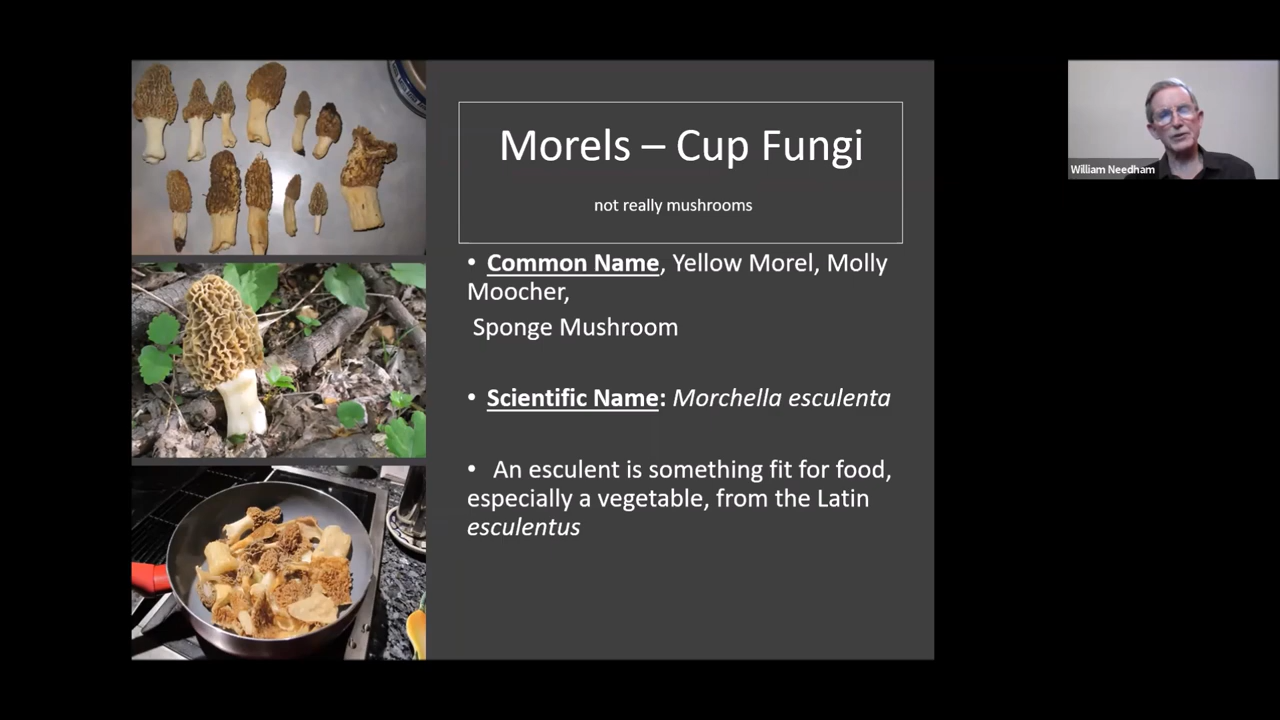 Morels – Cup Fungi
not really mushrooms
• Common Name, Yellow Morel, Molly
Moocher,
Sponge Mushroom
• Scientific Name: Morchella esculenta
• An esculent is something fit for food,
especially a vegetable, from the Latin
esculentus
William Needham